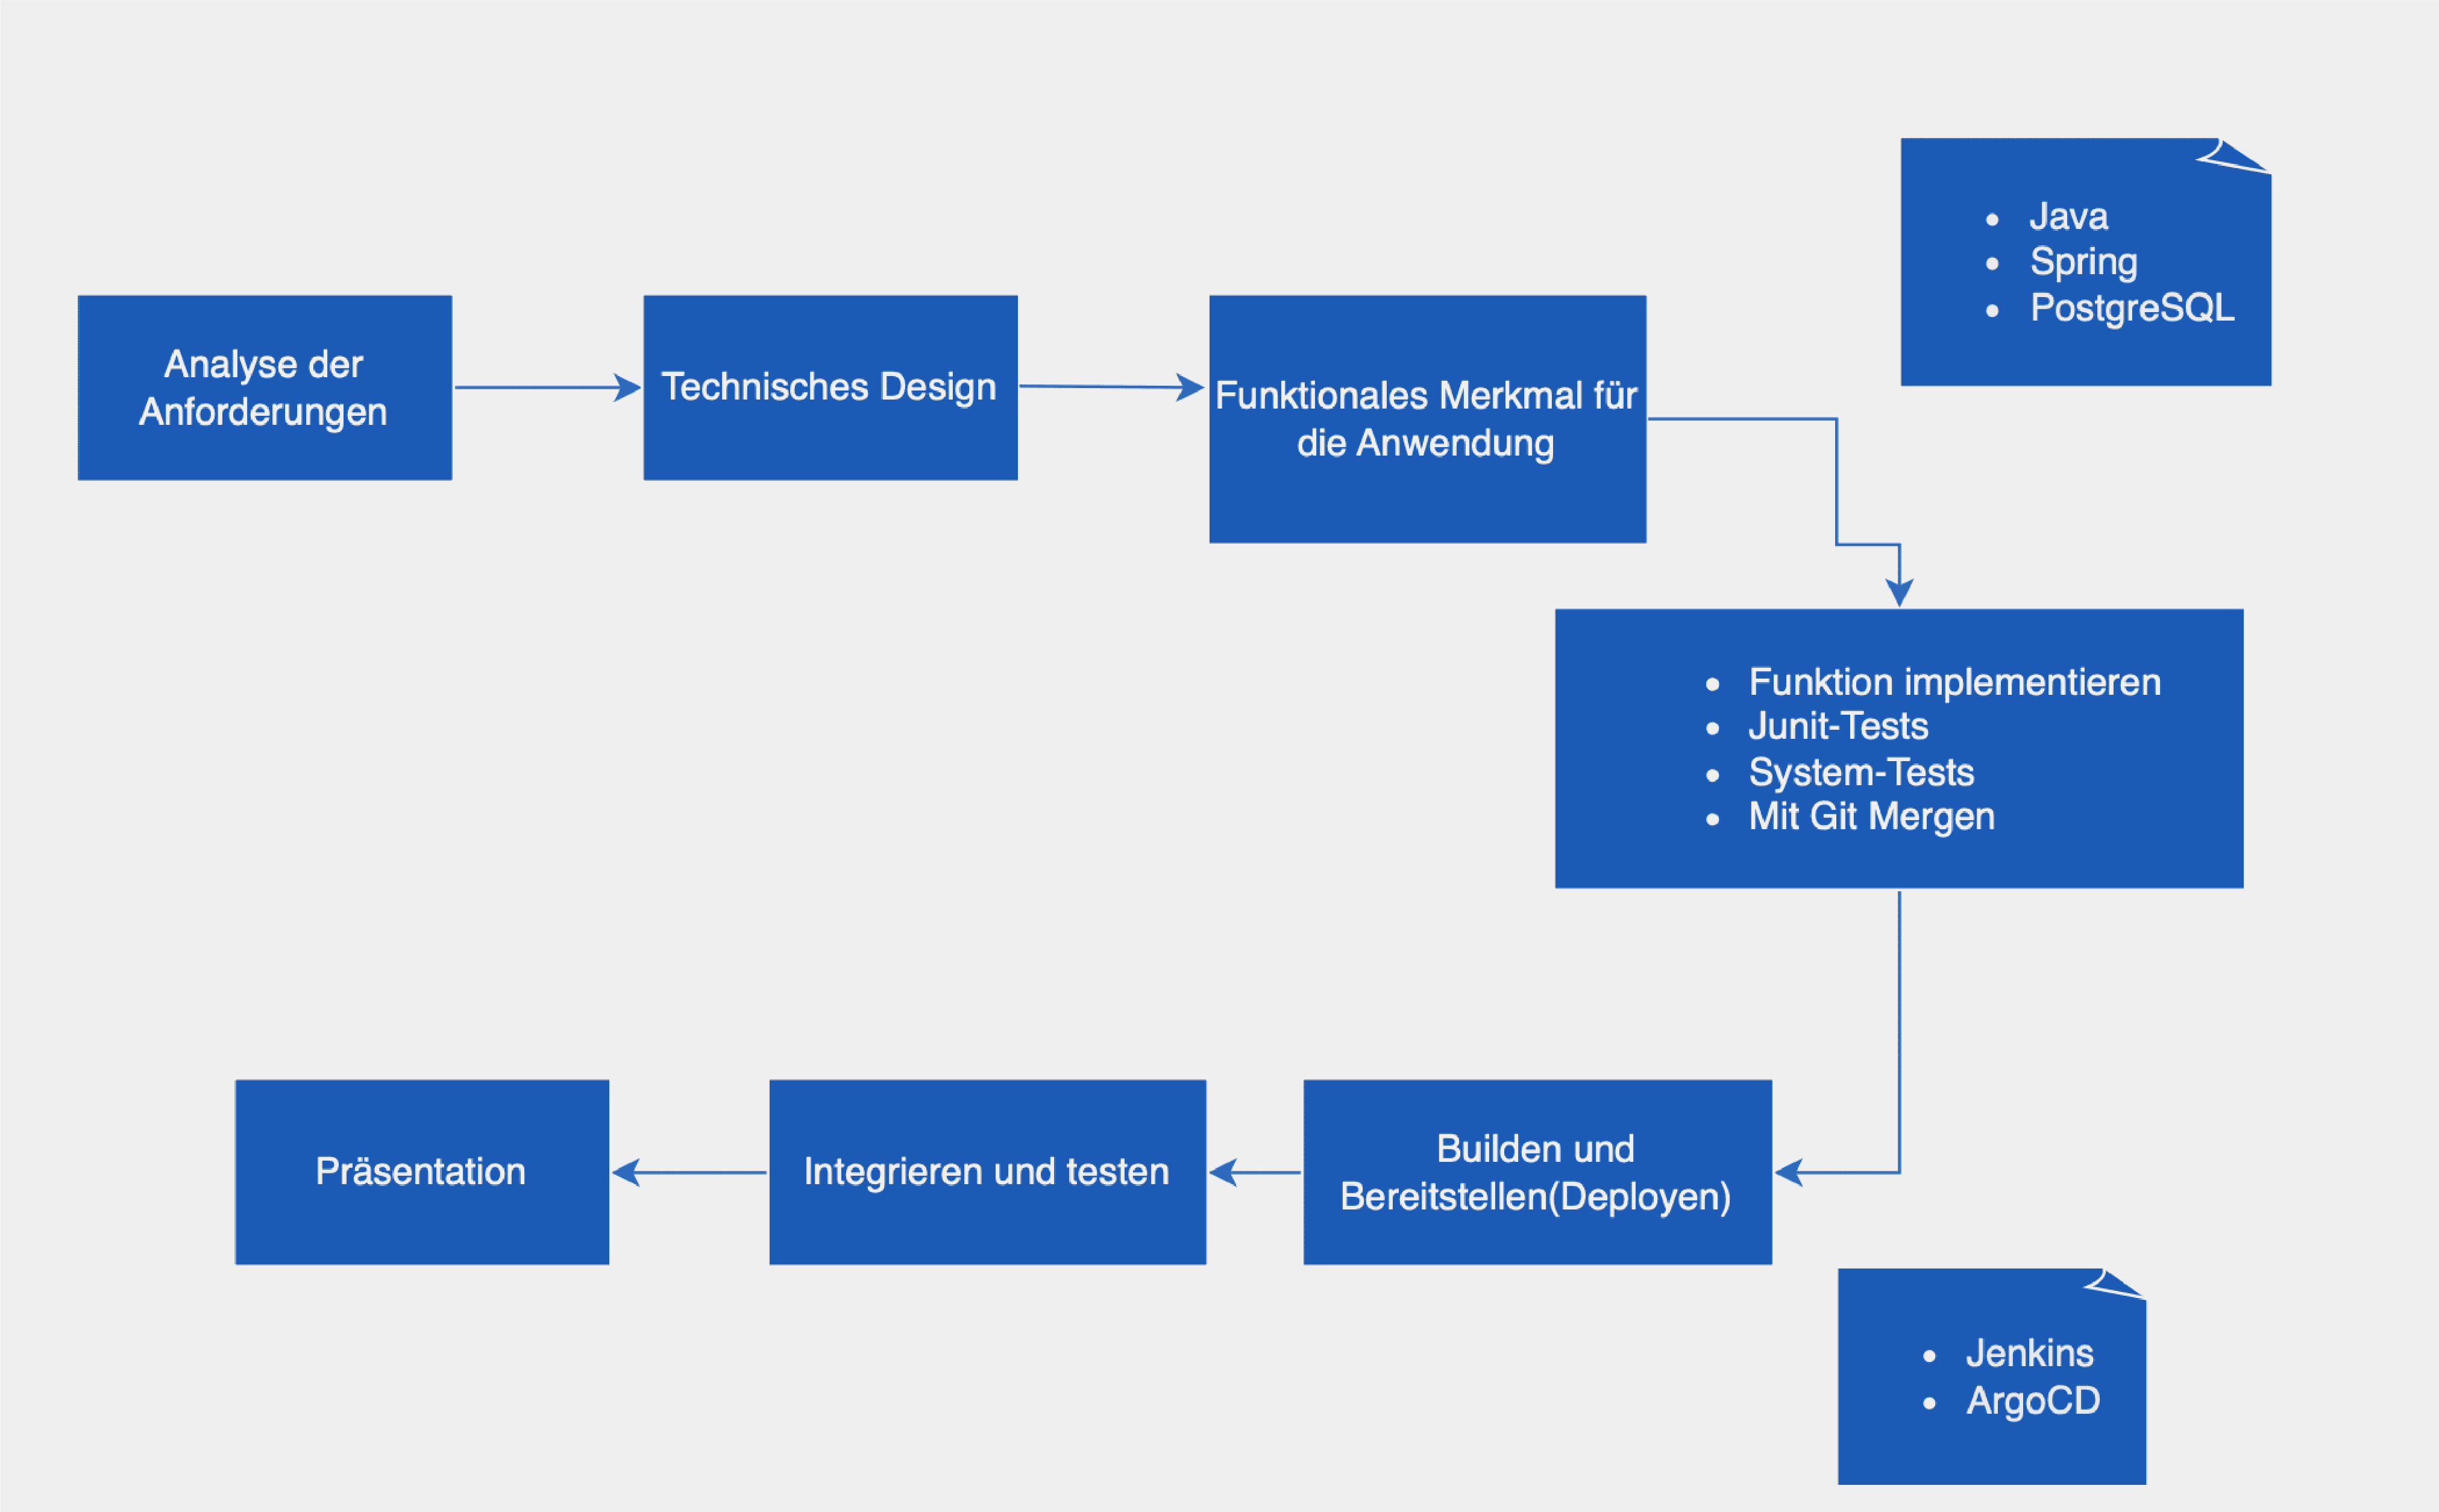 Analyse der
Anforderungen
Technisches Design
Funktionales Merkmal für
die Anwendung
• Java
• Spring
• PostgreSQL
• Funktion implementieren
• Junit-Tests
• System-Tests
• Mit Git Mergen
Builden und
Bereitstellen(Deployen)
Integrieren und testen
Präsentation
• Jenkins
• ArgoCD